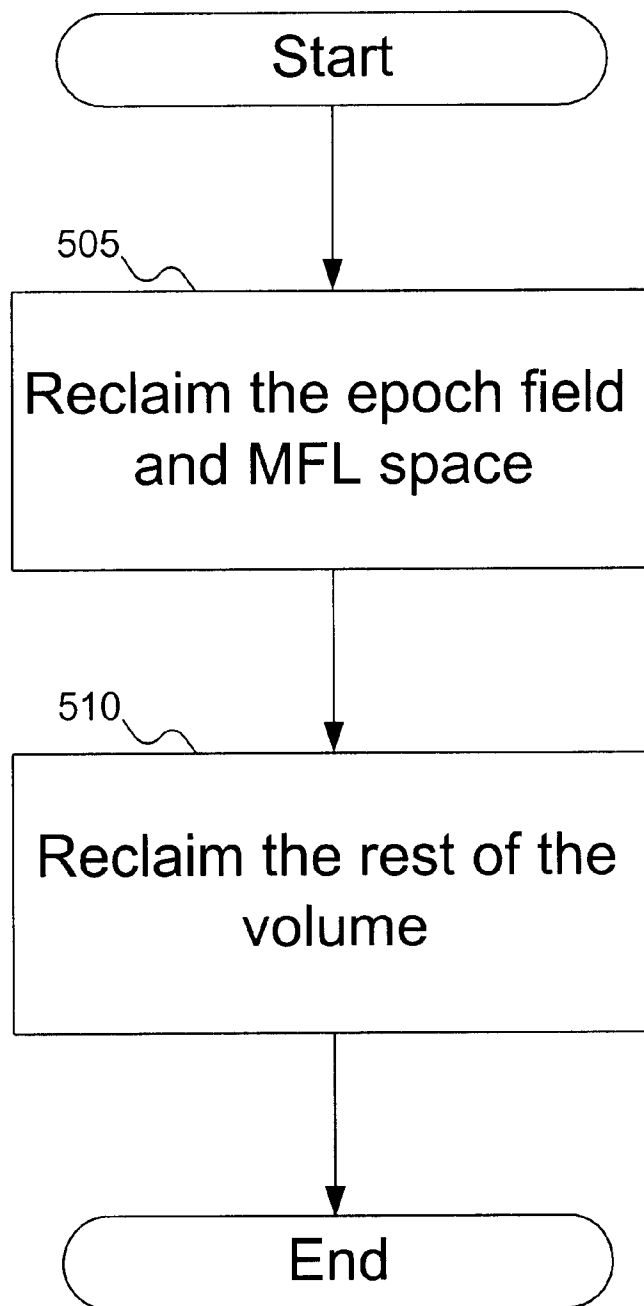 Start
505
Reclaim the epoch field
and MFL space
510
Reclaim the rest of the
volume
End